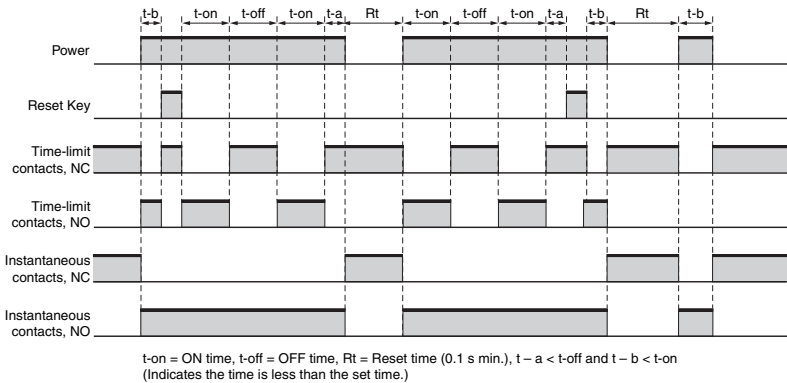 t-b t-on t-off t-on t-a Rt t-on t-off t-on t-a t-b Rt t-b
Power
Reset Key
Time-limit
contacts, NC
Time-limit
contacts, NO
Instantaneous
contacts, NC
Instantaneous
contacts, NO
t-on = ON time, t-off = OFF time, Rt = Reset time (0.1 s min.), t – a < t-off and t – b < t-on
(Indicates the time is less than the set time.)